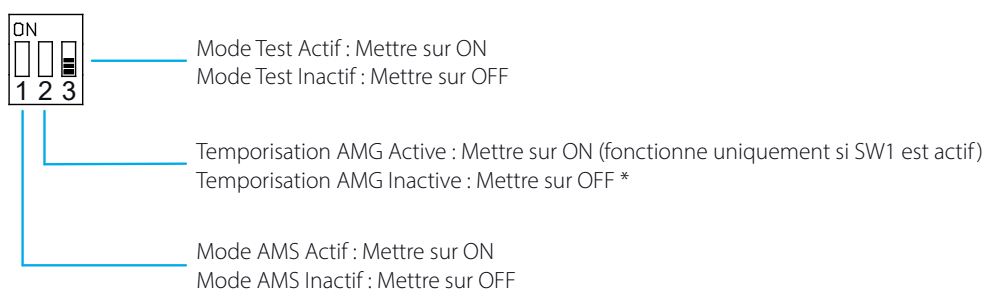 ON
1 2 3
Mode Test Actif : Mettre sur ON
Mode Test Inactif : Mettre sur OFF
Temporisation AMG Active : Mettre sur ON (fonctionne uniquement si SW1 est actif)
Temporisation AMG Inactive : Mettre sur OFF *
Mode AMS Actif : Mettre sur ON
Mode AMS Inactif : Mettre sur OFF